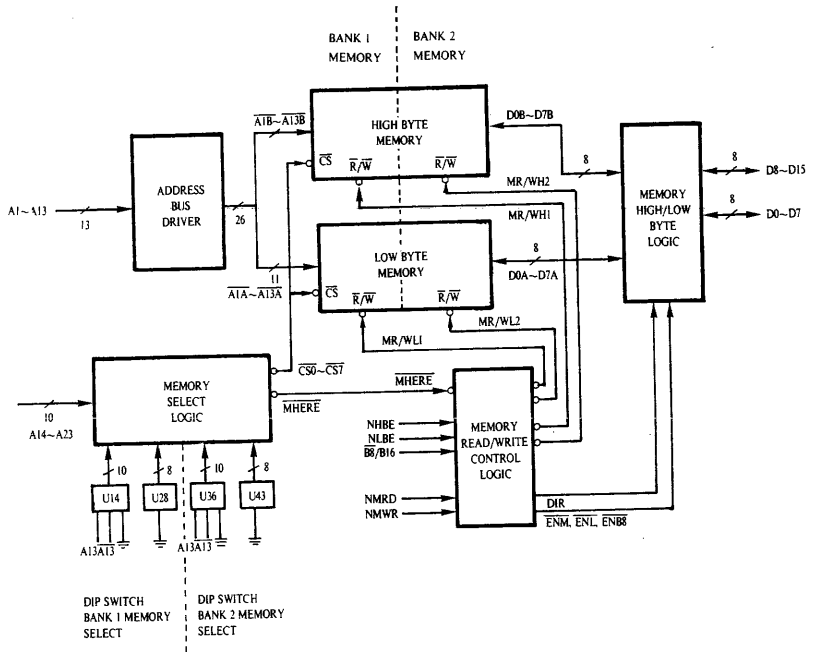 BANK 1 MEMORY
BANK 2 MEMORY
A1B~A13B
HIGH BYTE MEMORY
CS
R/W
R/W
D0B~D7B
8
MR/WH2
MR/WH1
ADDRESS BUS DRIVER
A1~A13
13
26
11
A1A~A13A
LOW BYTE MEMORY
CS
R/W
R/W
8
D0A~D7A
MR/WL2
MR/WL1
MEMORY HIGH/LOW BYTE LOGIC
8
D8~D15
8
D0~D7
MEMORY SELECT LOGIC
10
A14~A23
CS0~CS7
MHERE
MHERE
NHBE
NLBE
B8/B16
NMRD
NMWR
MEMORY READ/WRITE CONTROL LOGIC
DIR
ENM, ENL, ENB8
10
8
10
8
U14
U28
U36
U43
A13A13
A13A13
DIP SWITCH
BANK 1 MEMORY
SELECT
DIP SWITCH
BANK 2 MEMORY
SELECT